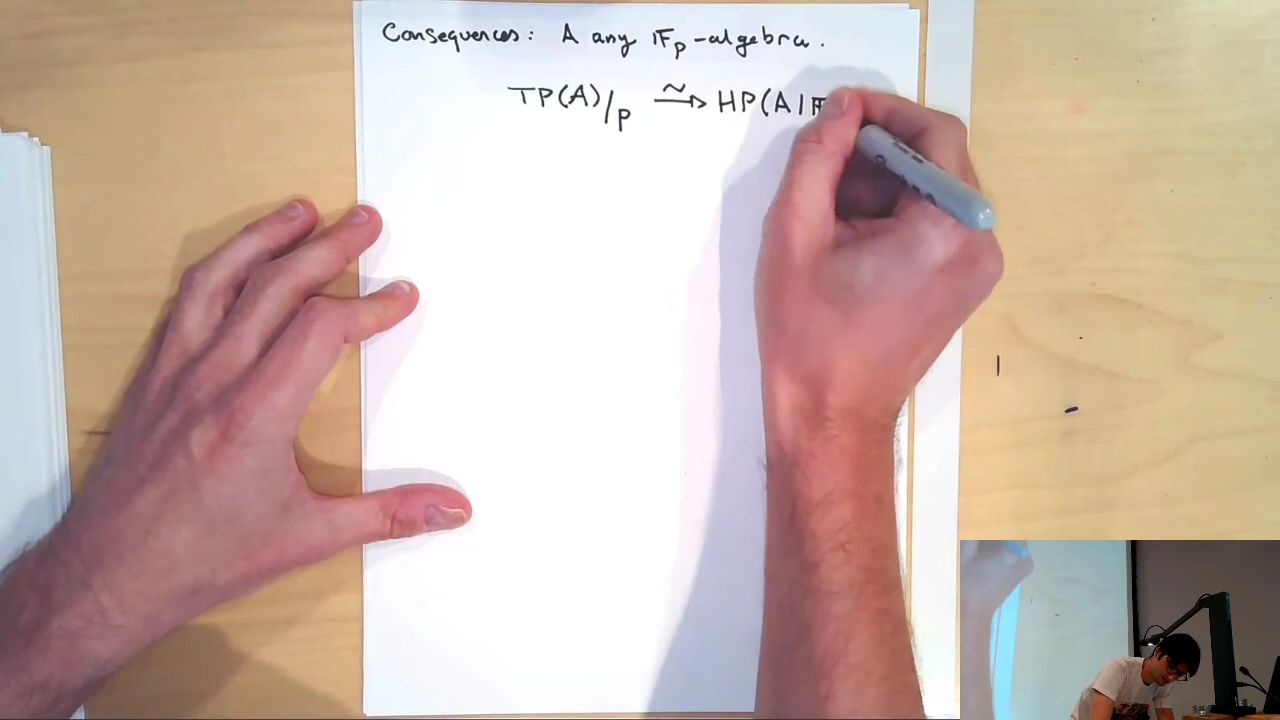 Consequences: A any 𝔽p-algebra.
TP(A)/p ⥲ HP(A/𝔽